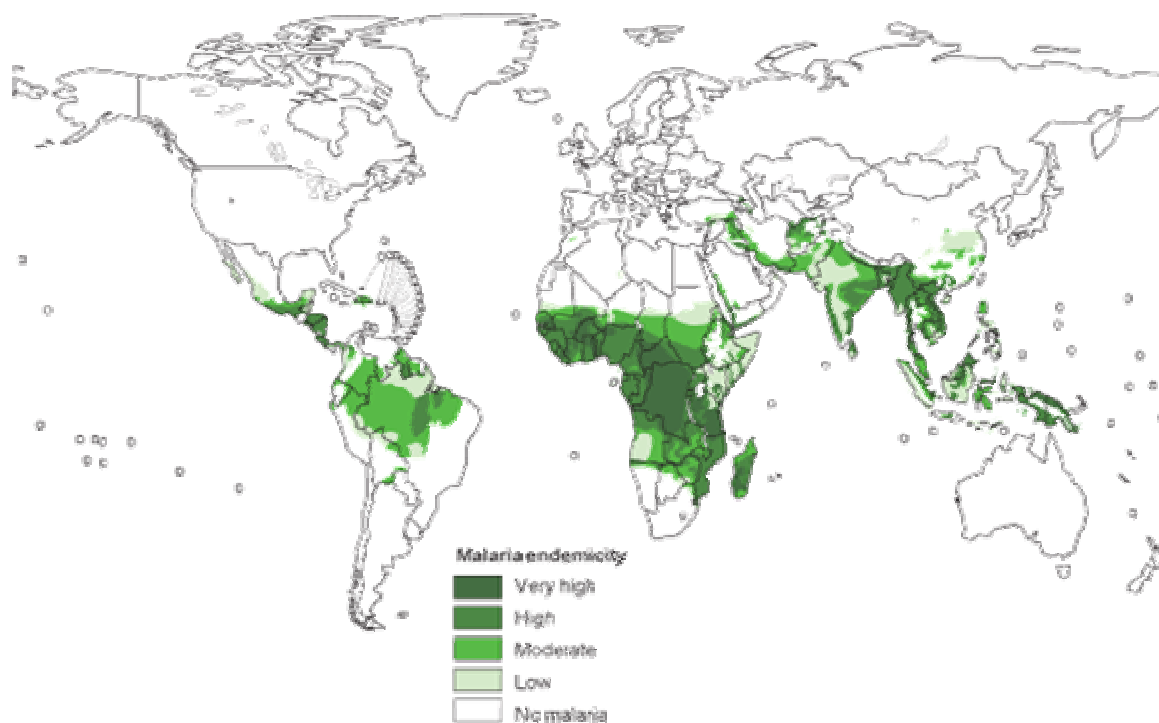 Malaria endemicity
Very high
High
Moderate
Low
No malaria